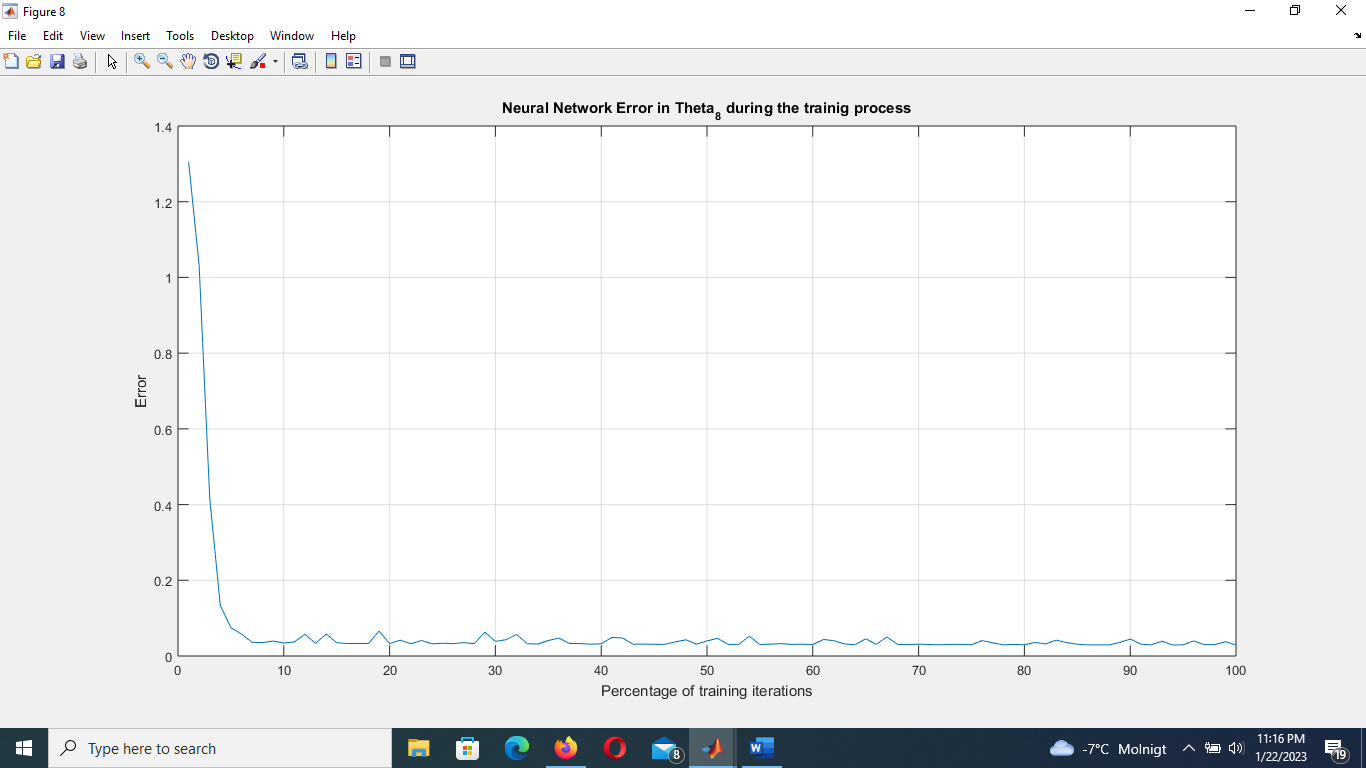 Figure 8
File Edit View Insert Tools Desktop Window Help
Neural Network Error in Theta8 during the trainig process
1.4
1.2
1
0.8
0.6
0.4
0.2
0
Error
0 10 20 30 40 50 60 70 80 90 100
Percentage of training iterations
Type here to search
8
-7°C Molnigt
11:16 PM
1/22/2023
19